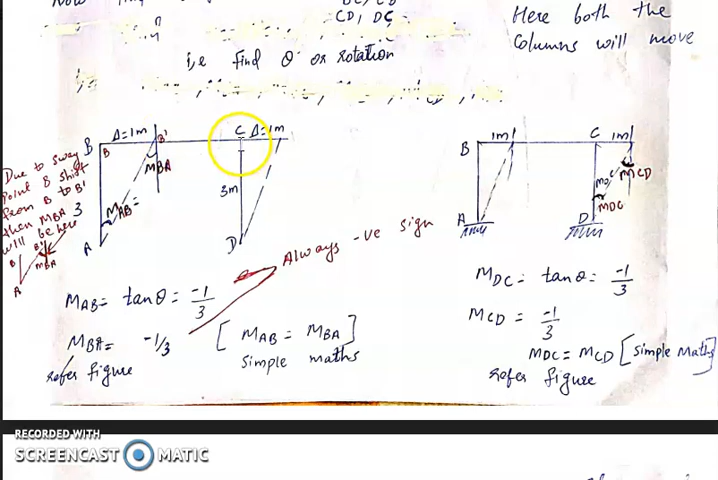 CD, DC
Here both the
Columns will move
i,e find θ or rotation
B Δ=1m B' C Δ=1m
B
MBA
MAB=
3
3m
A D
Due to sway
Point B shift
from B to B'
then MBA
will be here
B B'
MBA
A
Always -ve sign
MAB = tanθ = -1/3
MBA = -1/3
refer figure
[MAB = MBA]
simple maths
B 1m C 1m
MCD
MDC
A D
MDC = tanθ = -1/3
MCD = -1/3
MDC = MCD [simple Maths]
refer figure
RECORDED WITH
SCREENCAST MATIC